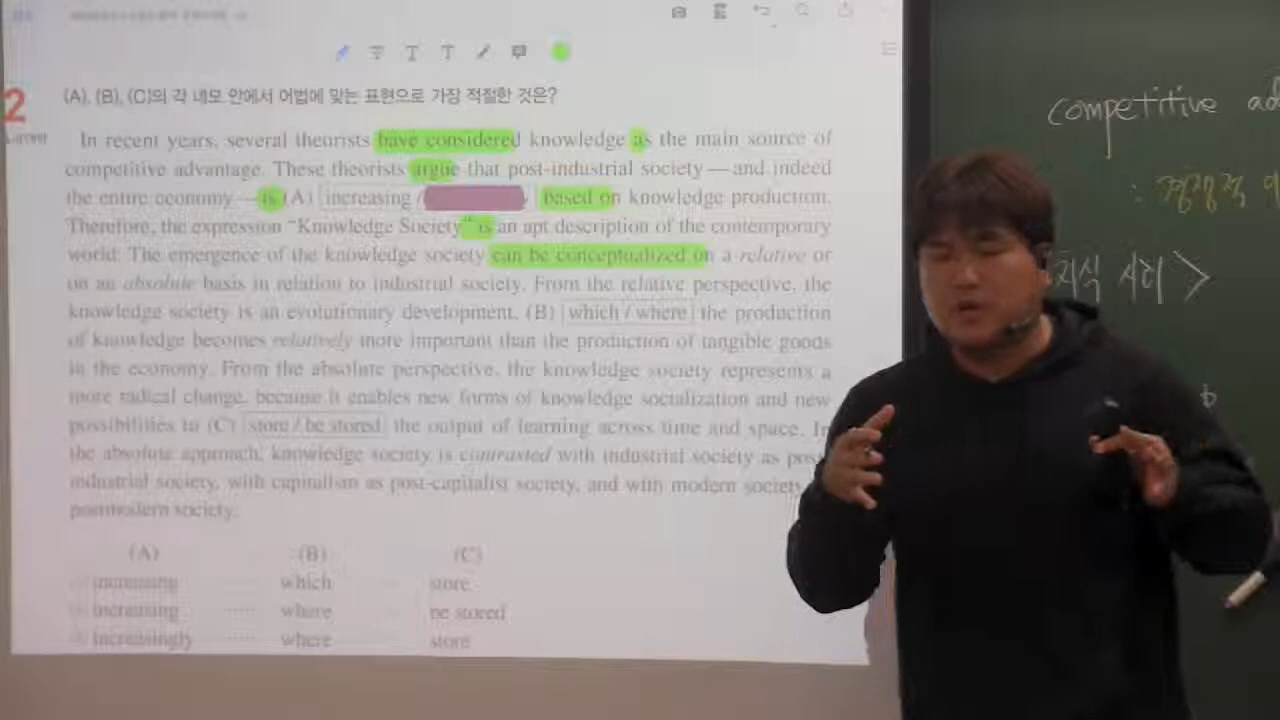 2
(A), (B), (C)의 각 네모 안에서 어법에 맞는 표현으로 가장 적절한 것은?
In recent years, several theorists have considered knowledge as the main source of
competitive advantage. These theorists argue that post-industrial society — and indeed
the entire economy — is (A) increasing / based on knowledge production.
Therefore, the expression “Knowledge Society” is an apt description of the contemporary
world. The emergence of the knowledge society can be conceptualized on a relative or
on an absolute basis in relation to industrial society. From the relative perspective, the
knowledge society is an evolutionary development, (B) which / where the production
of knowledge becomes relatively more important than the production of tangible goods
in the economy. From the absolute perspective, the knowledge society represents a
more radical change, because it enables new forms of knowledge socialization and new
possibilities to (C) store / be stored the output of learning across time and space. In
the absolute approach, knowledge society is contrasted with industrial society as post-
industrial society, with capitalism as post-capitalist society, and with modern society
postmodern society.
(A) (B) (C)
increasing ...... which ...... store
increasing ...... where ...... be stored
increasingly ...... where ...... store
competitive ad
: 경쟁적
지식 사회 >